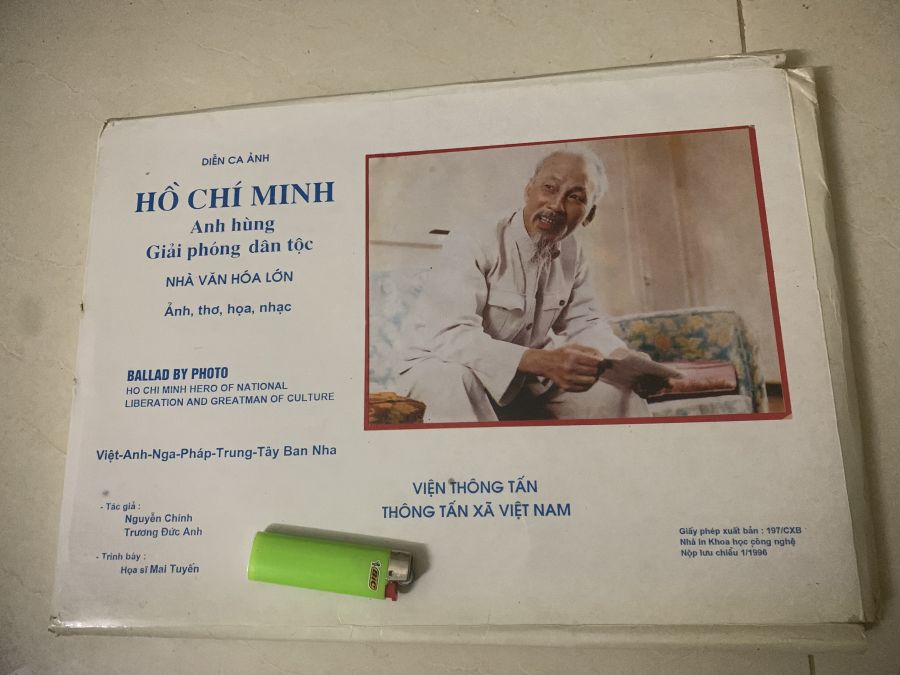 DIỄN CA ẢNH
HỒ CHÍ MINH
Anh hùng
Giải phóng dân tộc
NHÀ VĂN HÓA LỚN
Ảnh, thơ, họa, nhạc
BALLAD BY PHOTO
HO CHI MINH HERO OF NATIONAL
LIBERATION AND GREATMAN OF CULTURE
Việt-Anh-Nga-Pháp-Trung-Tây Ban Nha
- Tác giả :
Nguyễn Chính
Trương Đức Anh
- Trình bày :
Họa sĩ Mai Tuyến
VIỆN THÔNG TẤN
THÔNG TẤN XÃ VIỆT NAM
Giấy phép xuất bản : 197/CXB
Nhà in Khoa học công nghệ
Nộp lưu chiểu 1/1996
BIC